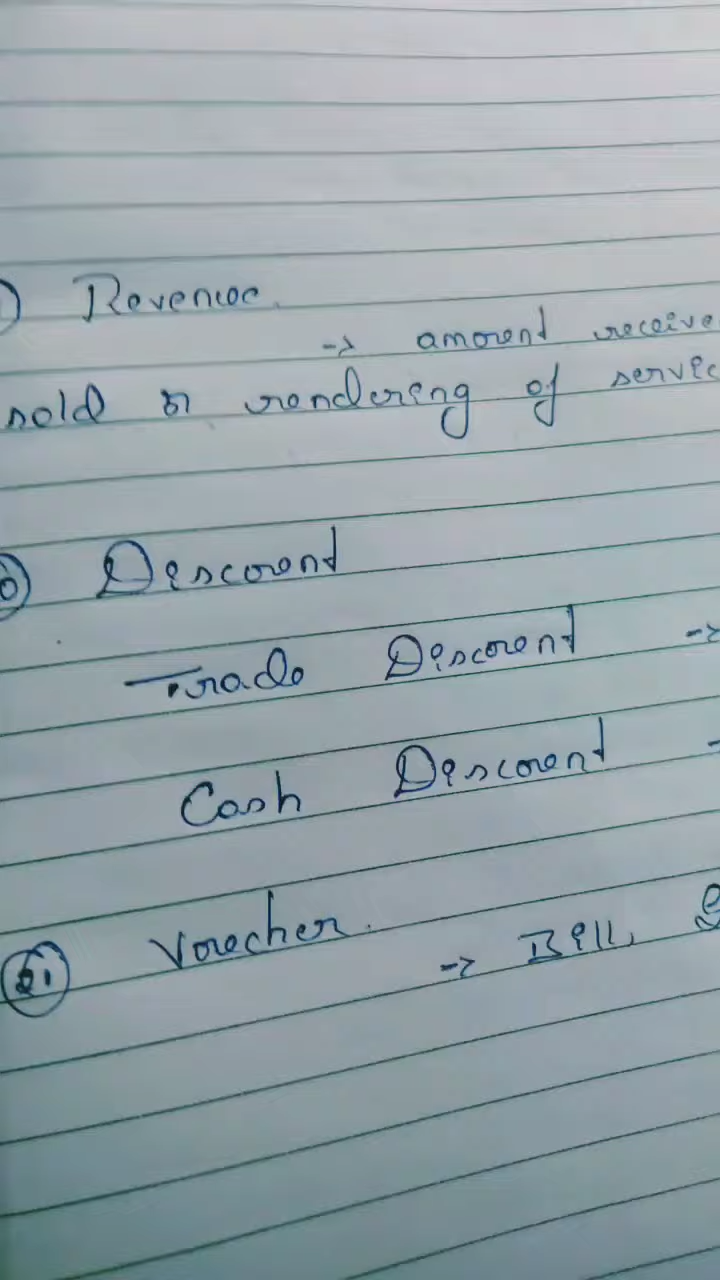 ) Revenue.
-> amount receive
sold or rendering of servic
Discount
Trade Discount ->
Cash Discount -
21 Voucher.
-> Bill,